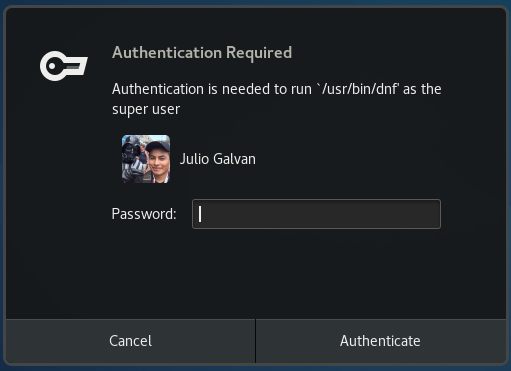 Authentication Required
Authentication is needed to run `/usr/bin/dnf' as the
super user
Julio Galvan
Password:
Cancel
Authenticate